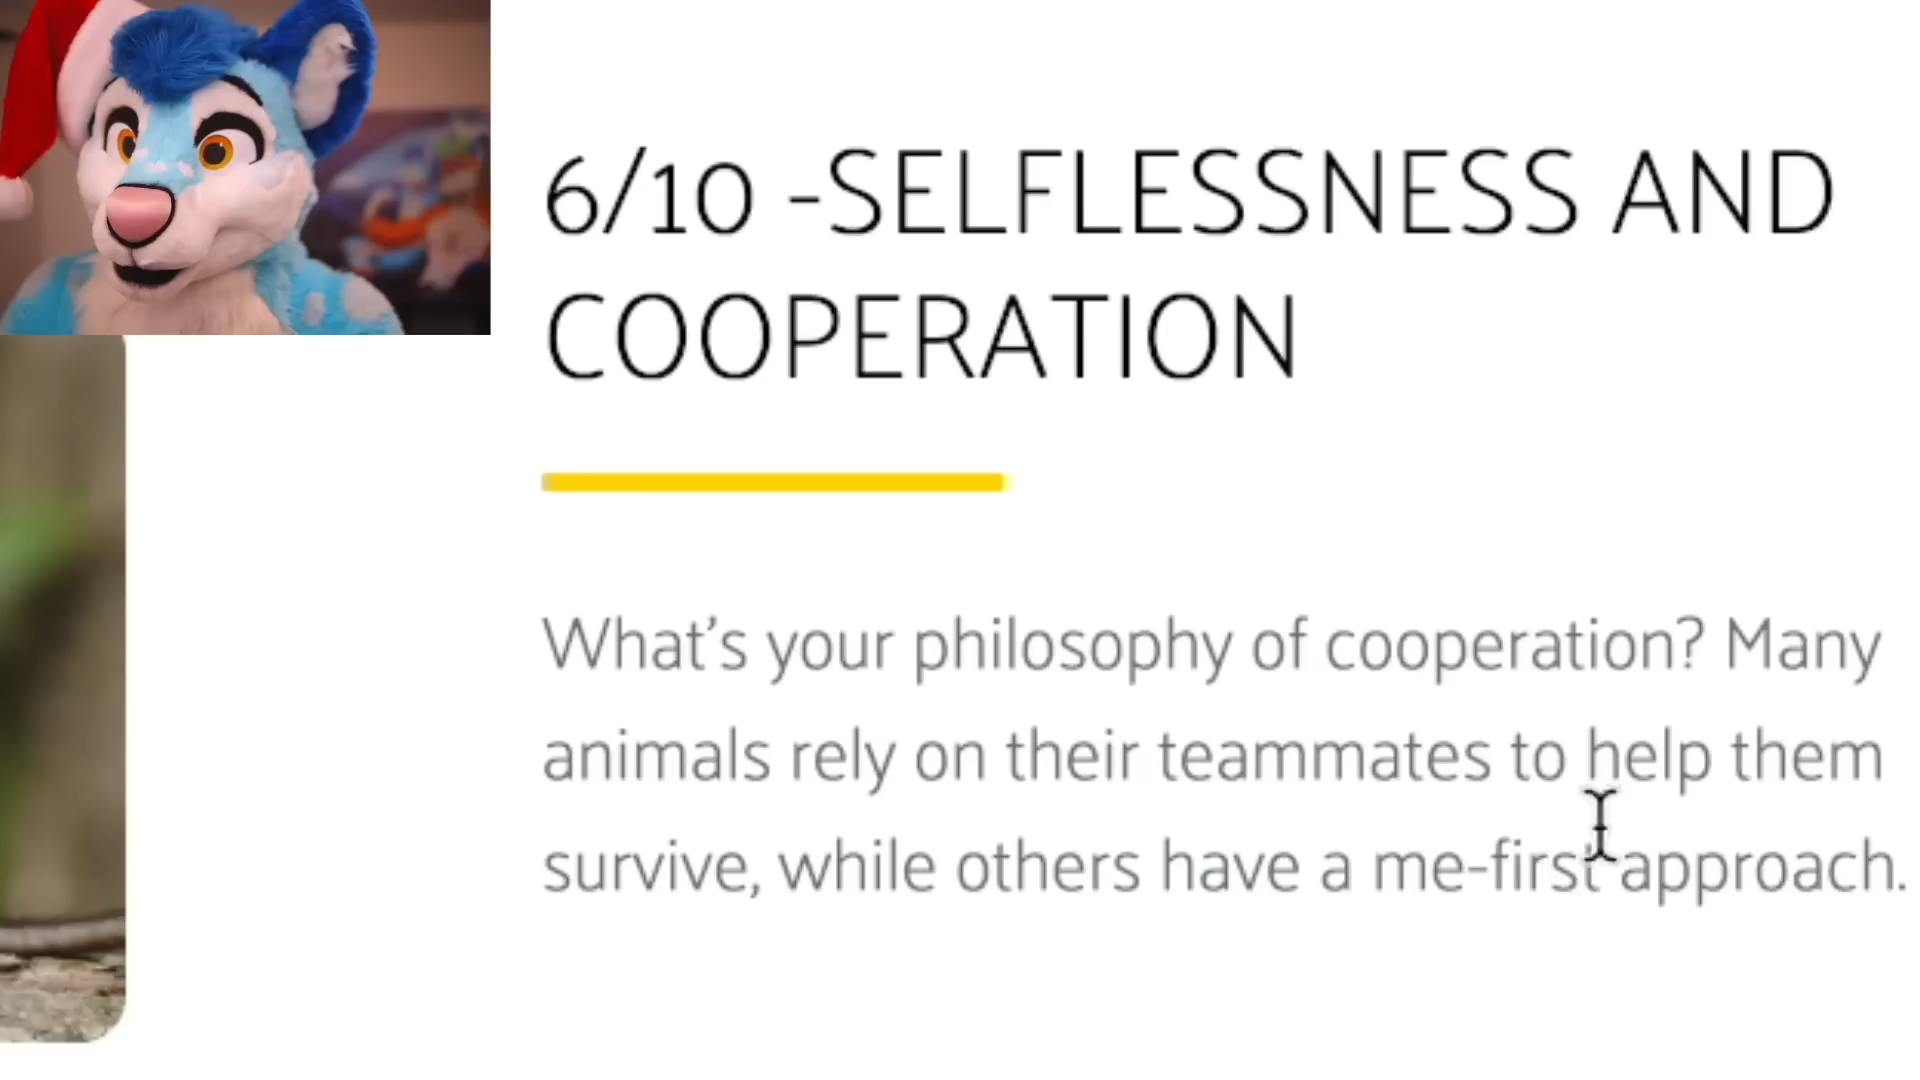 6/10 -SELFLESSNESS AND
COOPERATION
What's your philosophy of cooperation? Many
animals rely on their teammates to help them
survive, while others have a me-first approach.